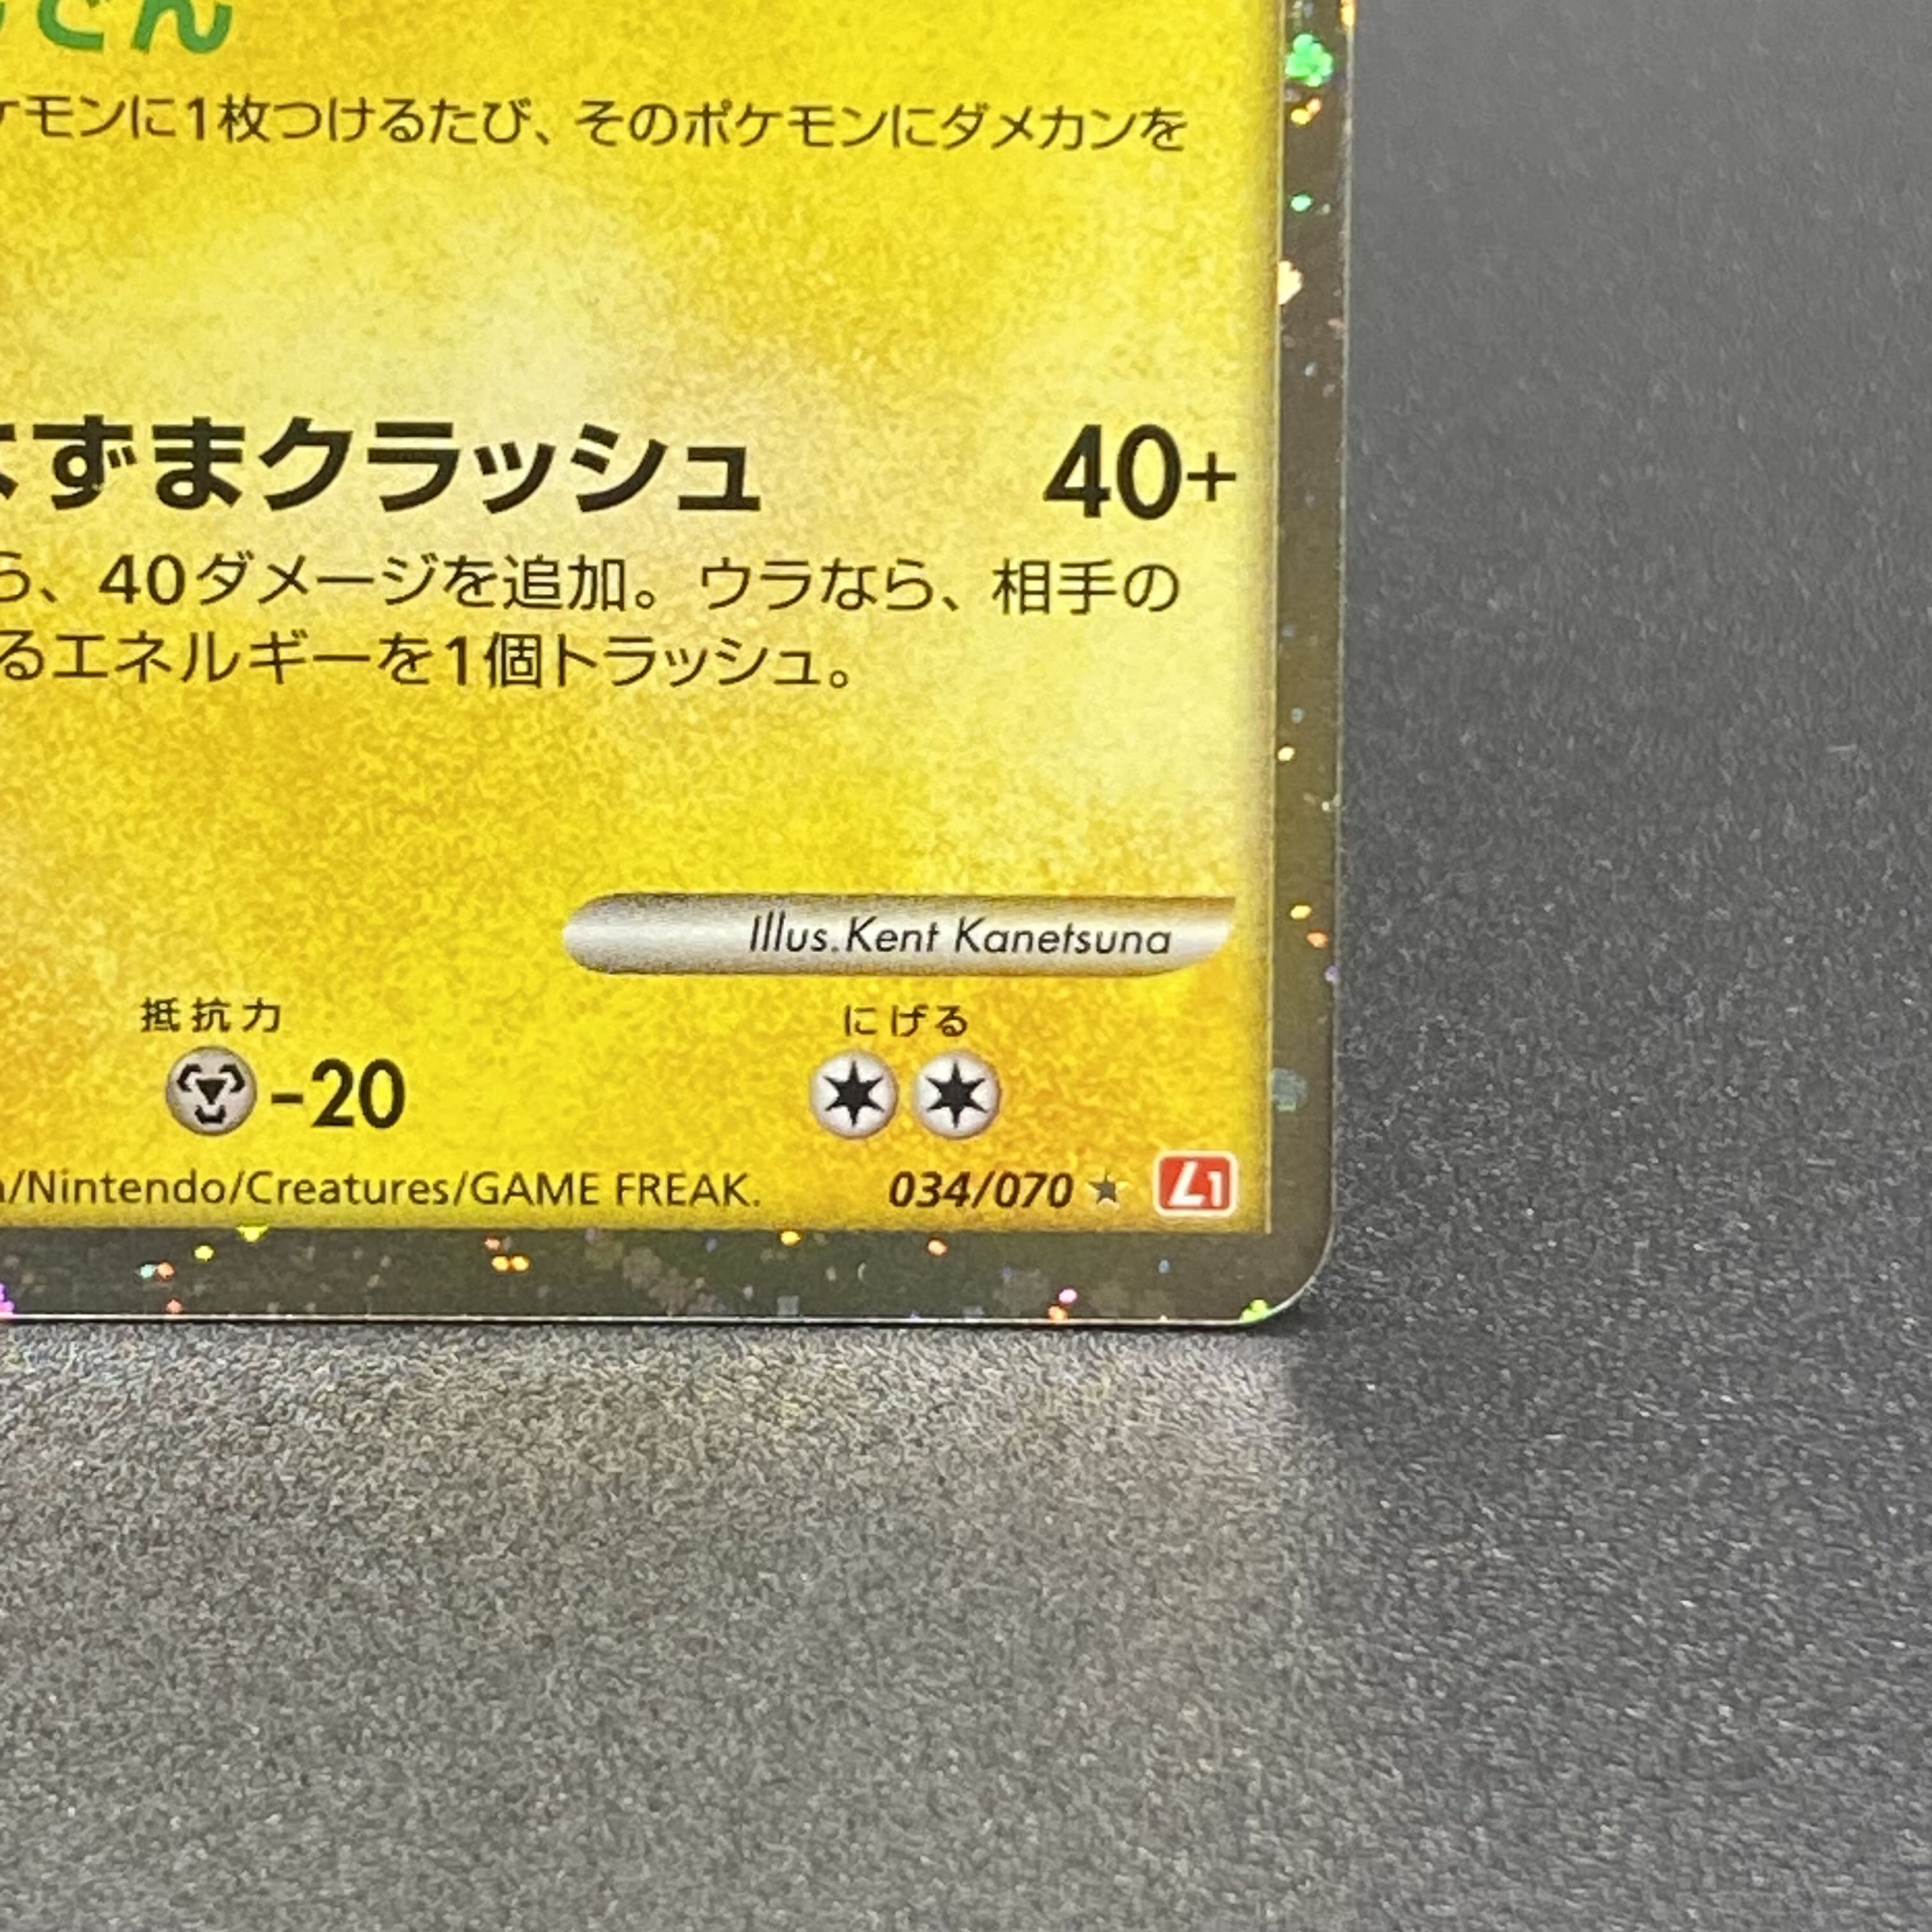 でん
ケモンに1枚つけるたび、そのポケモンにダメカンを
ずまクラッシュ 40+
ら、40ダメージを追加。ウラなら、相手の
るエネルギーを1個トラッシュ。
Illus.Kent Kanetsuna
抵抗力 にげる
-20
/Nintendo/Creatures/GAME FREAK. 034/070 ★ L1